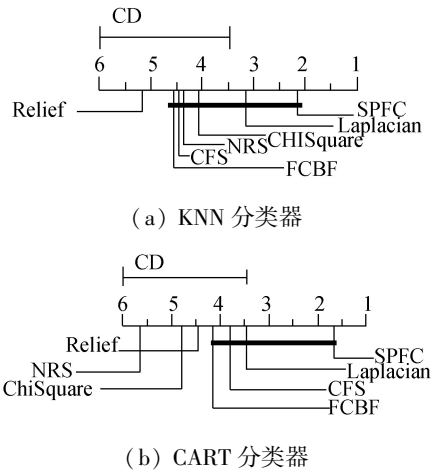 CD
6 5 4 3 2 1
Relief
SPFC
Laplacian
CHISquare
NRS
CFS
FCBF
(a) KNN 分类器
CD
6 5 4 3 2 1
Relief
SPFC
NRS
Laplacian
ChiSquare
CFS
FCBF
(b) CART 分类器